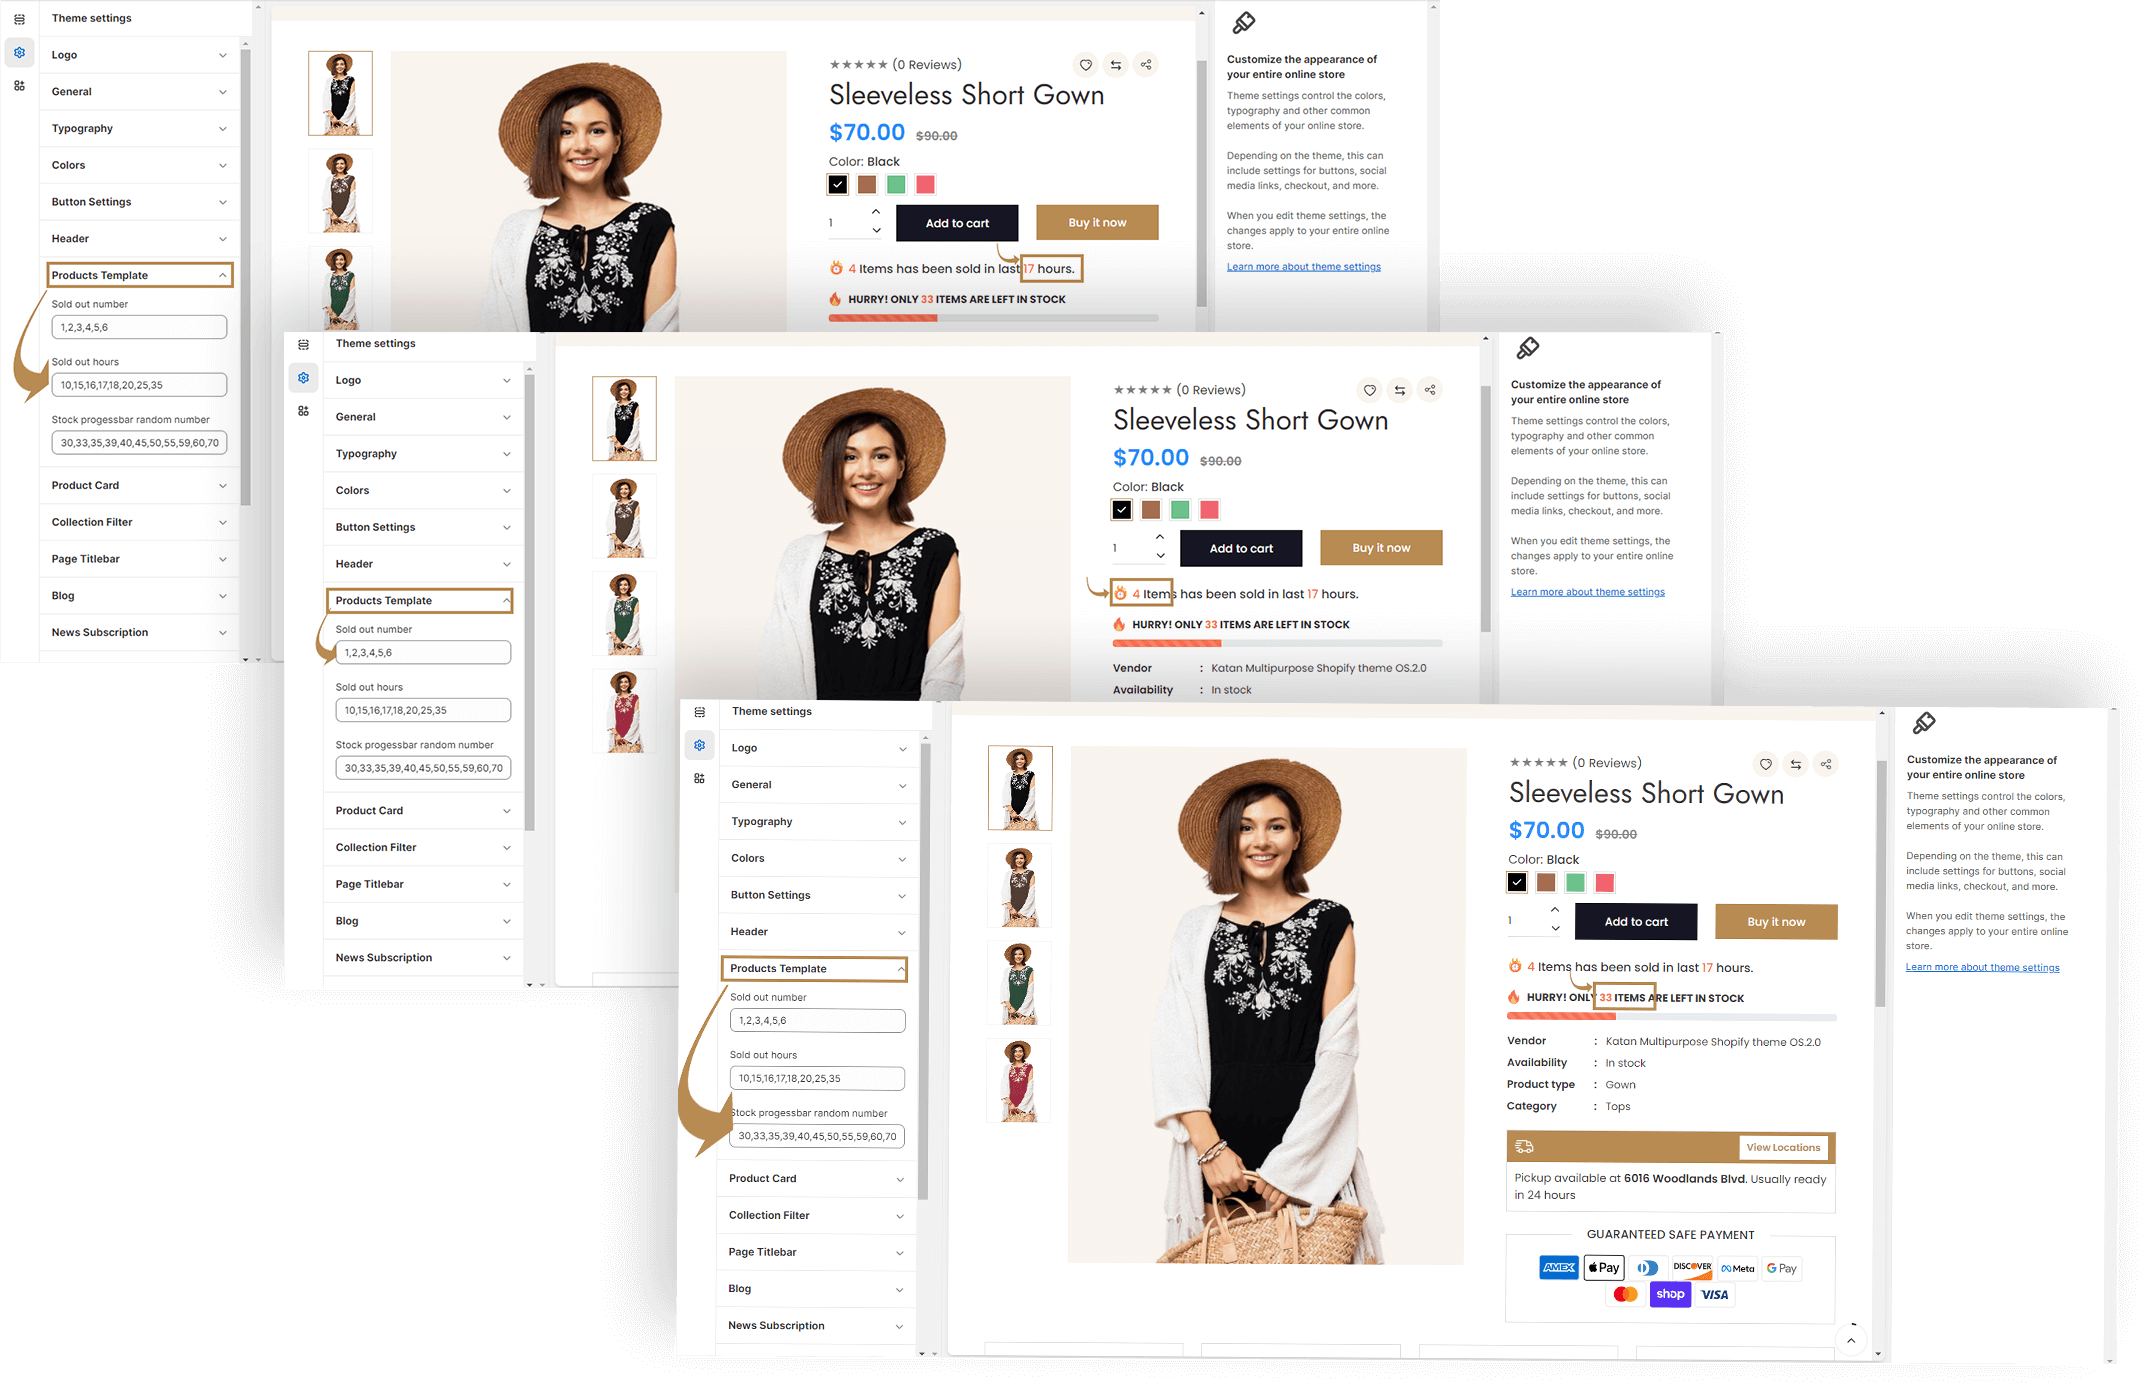 Theme settings
Logo
General
Typography
Colors
Button Settings
Header
Products Template
Sold out number
1,2,3,4,5,6
Sold out hours
10,15,16,17,18,20,25,35
Stock progessbar random number
30,33,35,39,40,45,50,55,59,60,70
Product Card
Collection Filter
Page Titlebar
Blog
News Subscription
★★★★★ (0 Reviews)
Sleeveless Short Gown
$70.00 $90.00
Color: Black
1
Add to cart
Buy it now
4 Items has been sold in last 17 hours.
HURRY! ONLY 33 ITEMS ARE LEFT IN STOCK
Customize the appearance of
your entire online store
Theme settings control the colors,
typography and other common
elements of your online store.
Depending on the theme, this can
include settings for buttons, social
media links, checkout, and more.
When you edit theme settings, the
changes apply to your entire online
store.
Learn more about theme settings
Theme settings
Logo
General
Typography
Colors
Button Settings
Header
Products Template
Sold out number
1,2,3,4,5,6
Sold out hours
10,15,16,17,18,20,25,35
Stock progessbar random number
30,33,35,39,40,45,50,55,59,60,70
Product Card
Collection Filter
Page Titlebar
Blog
News Subscription
★★★★★ (0 Reviews)
Sleeveless Short Gown
$70.00 $90.00
Color: Black
1
Add to cart
Buy it now
4 Items has been sold in last 17 hours.
HURRY! ONLY 33 ITEMS ARE LEFT IN STOCK
Vendor : Katan Multipurpose Shopify theme OS.2.0
Availability : In stock
Customize the appearance of
your entire online store
Theme settings control the colors,
typography and other common
elements of your online store.
Depending on the theme, this can
include settings for buttons, social
media links, checkout, and more.
When you edit theme settings, the
changes apply to your entire online
store.
Learn more about theme settings
Theme settings
Logo
General
Typography
Colors
Button Settings
Header
Products Template
Sold out number
1,2,3,4,5,6
Sold out hours
10,15,16,17,18,20,25,35
Stock progessbar random number
30,33,35,39,40,45,50,55,59,60,70
Product Card
Collection Filter
Page Titlebar
Blog
News Subscription
★★★★★ (0 Reviews)
Sleeveless Short Gown
$70.00 $90.00
Color: Black
1
Add to cart
Buy it now
4 Items has been sold in last 17 hours.
HURRY! ONLY 33 ITEMS ARE LEFT IN STOCK
Vendor : Katan Multipurpose Shopify theme OS.2.0
Availability : In stock
Product type : Gown
Category : Tops
View Locations
Pickup available at 6016 Woodlands Blvd. Usually ready
in 24 hours
GUARANTEED SAFE PAYMENT
AMEX Pay DISCOVER Meta G Pay
shop VISA
Customize the appearance of
your entire online store
Theme settings control the colors,
typography and other common
elements of your online store.
Depending on the theme, this can
include settings for buttons, social
media links, checkout, and more.
When you edit theme settings, the
changes apply to your entire online
store.
Learn more about theme settings